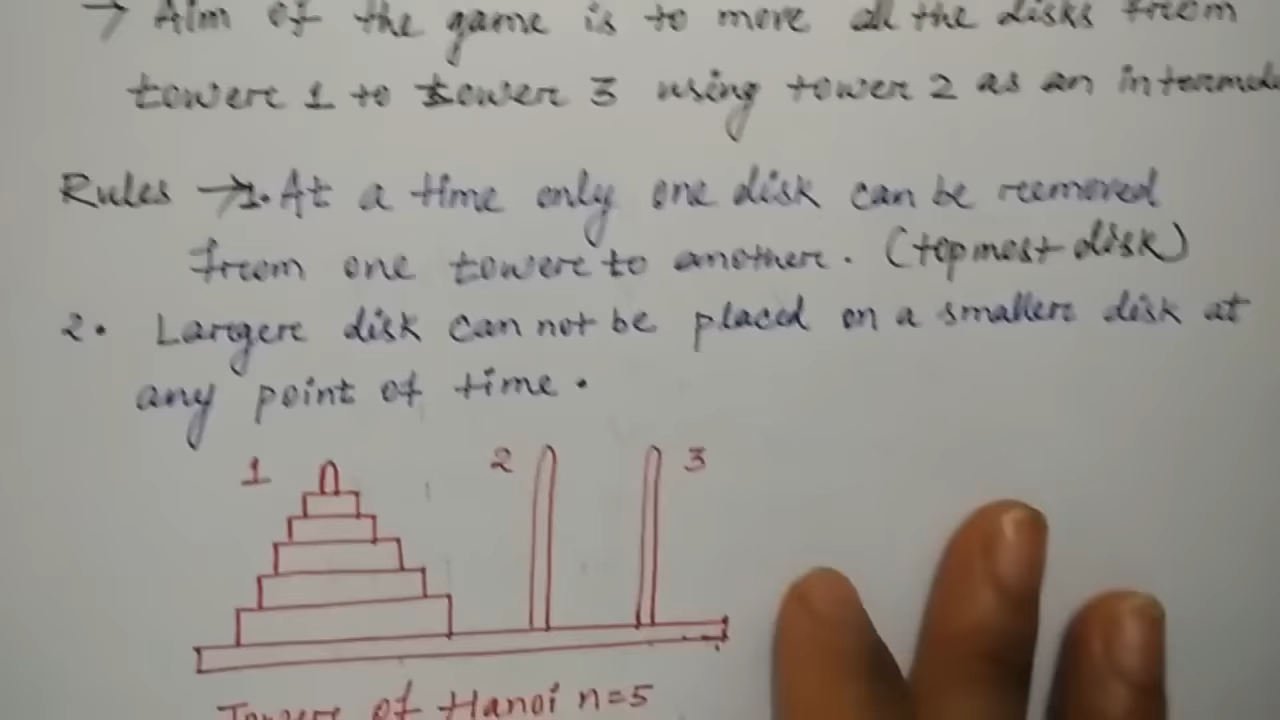 → Aim of the game is to move all the disks from
tower 1 to tower 3 using tower 2 as an intermedi
Rules → 1. At a time only one disk can be removed
from one tower to another. (topmost disk)
2. Larger disk can not be placed on a smaller disk at
any point of time.
1 2 3
Towers of Hanoi n=5